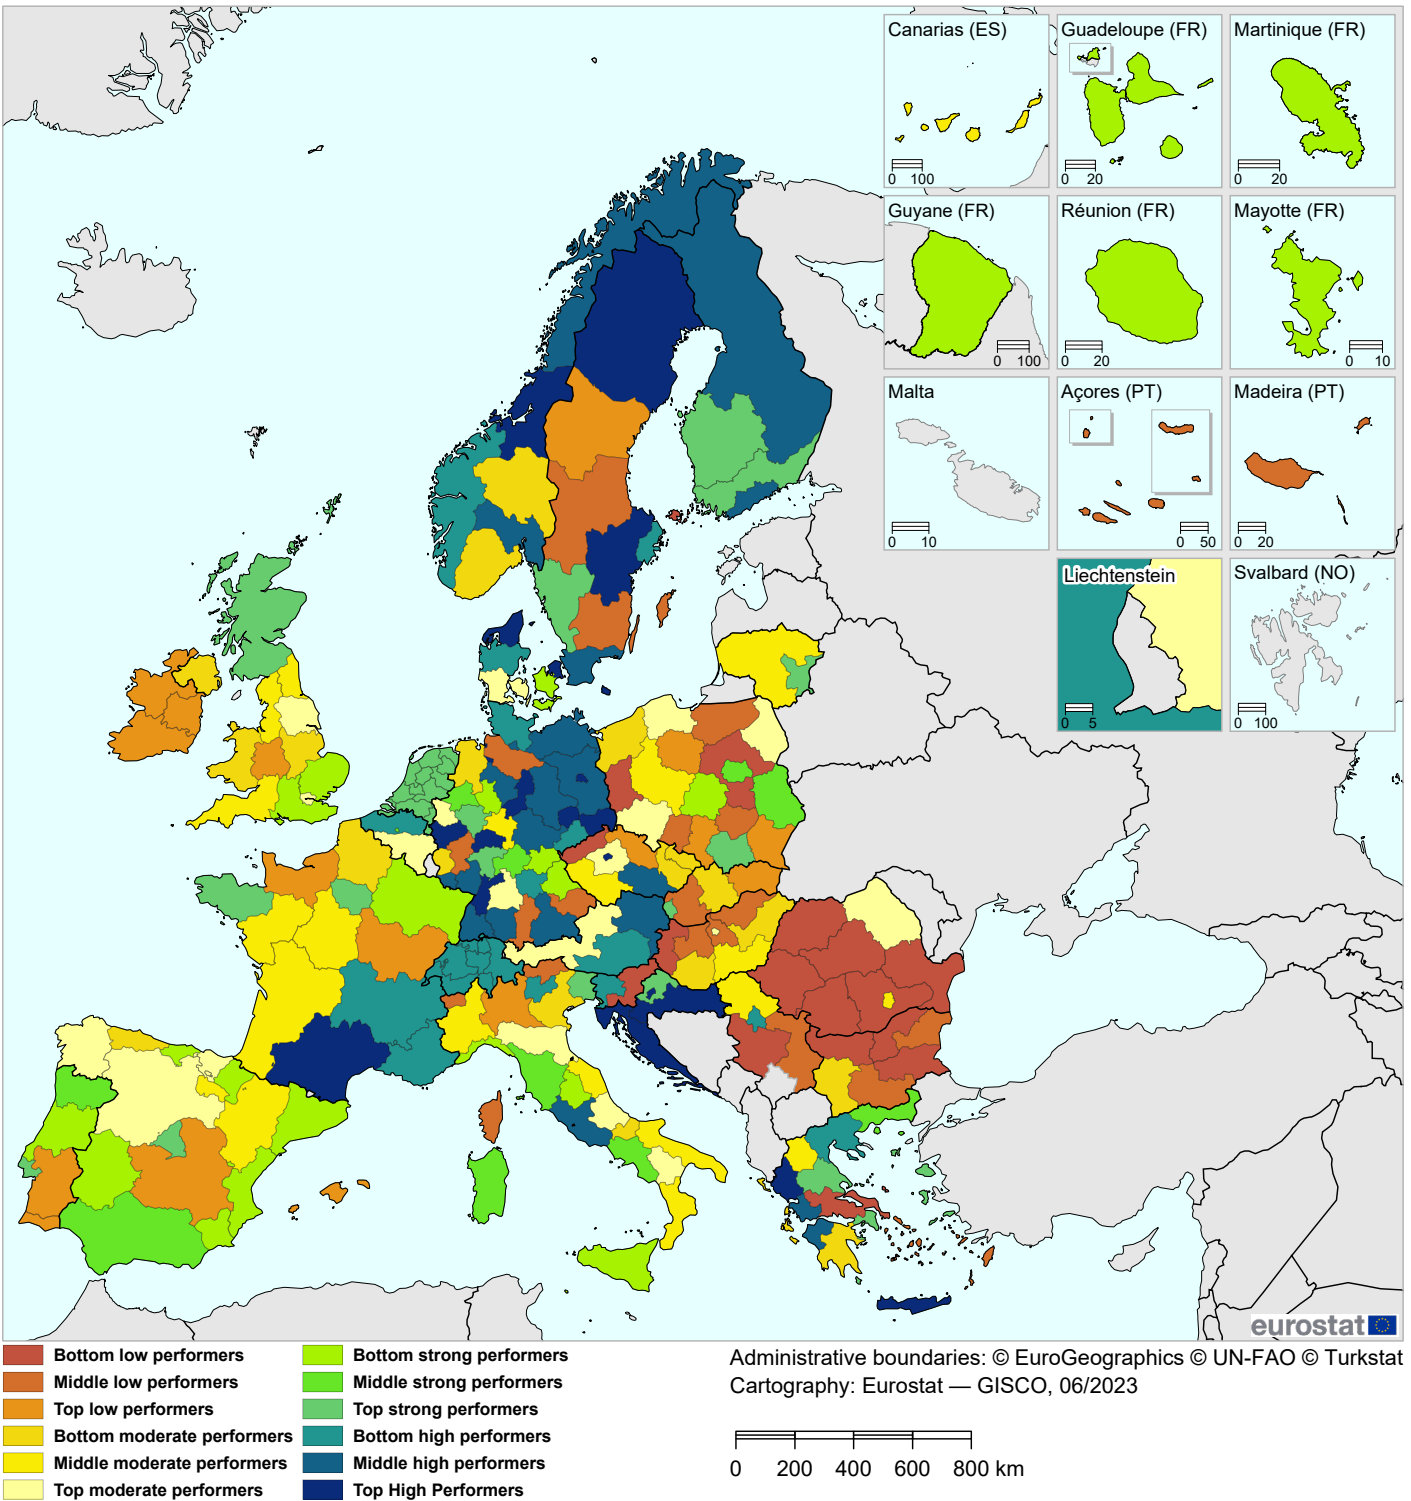 Canarias (ES)
0 100
Guadeloupe (FR)
0 20
Martinique (FR)
0 20
Guyane (FR)
0 100
Réunion (FR)
0 20
Mayotte (FR)
0 10
Malta
0 10
Açores (PT)
0 50
Madeira (PT)
0 20
Liechtenstein
0 5
Svalbard (NO)
0 100
eurostat
Bottom low performers
Middle low performers
Top low performers
Bottom moderate performers
Middle moderate performers
Top moderate performers
Bottom strong performers
Middle strong performers
Top strong performers
Bottom high performers
Middle high performers
Top High Performers
Administrative boundaries: © EuroGeographics © UN-FAO © Turkstat
Cartography: Eurostat — GISCO, 06/2023
0 200 400 600 800 km